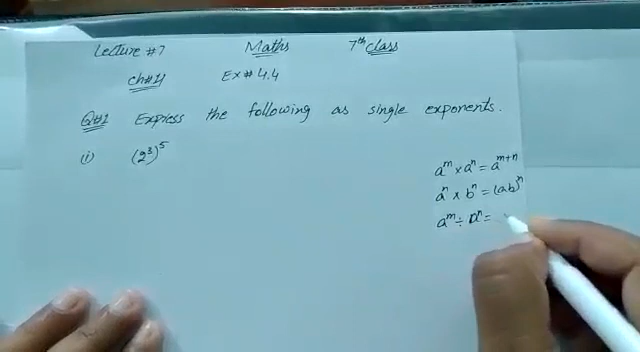 Lecture #7 Maths 7th class
ch#4 Ex# 4.4
Q#1 Express the following as single exponents.
(i) (2³)⁵
aᵐ × aⁿ = aᵐ⁺ⁿ
aⁿ × bⁿ = (ab)ⁿ
aᵐ ÷ aⁿ =